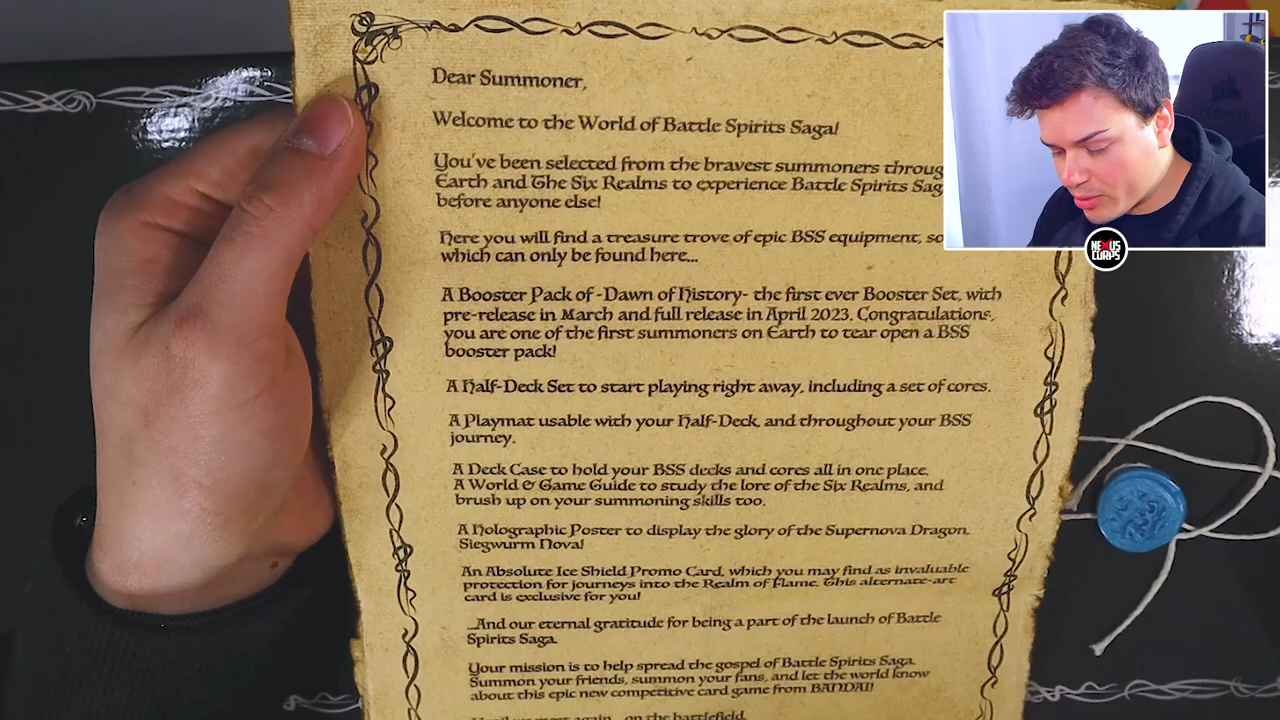 Dear Summoner,
Welcome to the World of Battle Spirits Saga!
You've been selected from the bravest summoners
Earth and The Six Realms to experience Battle Spirits
before anyone else!
Here you will find a treasure trove of epic BSS equipment,
which can only be found here...
A Booster Pack of -Dawn of History- the first ever Booster Set, with
pre-release in March and full release in April 2023. Congratulations,
you are one of the first summoners on Earth to tear open a BSS
booster pack!
A Half-Deck Set to start playing right away, including a set of cores.
A Playmat usable with your Half-Deck, and throughout your BSS
journey.
A Deck Case to hold your BSS decks and cores all in one place.
A World & Game Guide to study the lore of the Six Realms, and
brush up on your summoning skills too.
A Holographic Poster to display the glory of the Supernova Dragon,
Siegwurm Nova!
An Absolute Ice Shield Promo Card, which you may find as invaluable
protection for journeys into the Realm of Flame. This alternate-art
card is exclusive for you!
...And our eternal gratitude for being a part of the launch of Battle
Spirits Saga.
Your mission is to help spread the gospel of Battle Spirits Saga.
Summon your friends, summon your fans, and let the world know
about this epic new competitive card game from BANDAI!
Until we meet again... on the battlefield,
NEXUS
CORPS